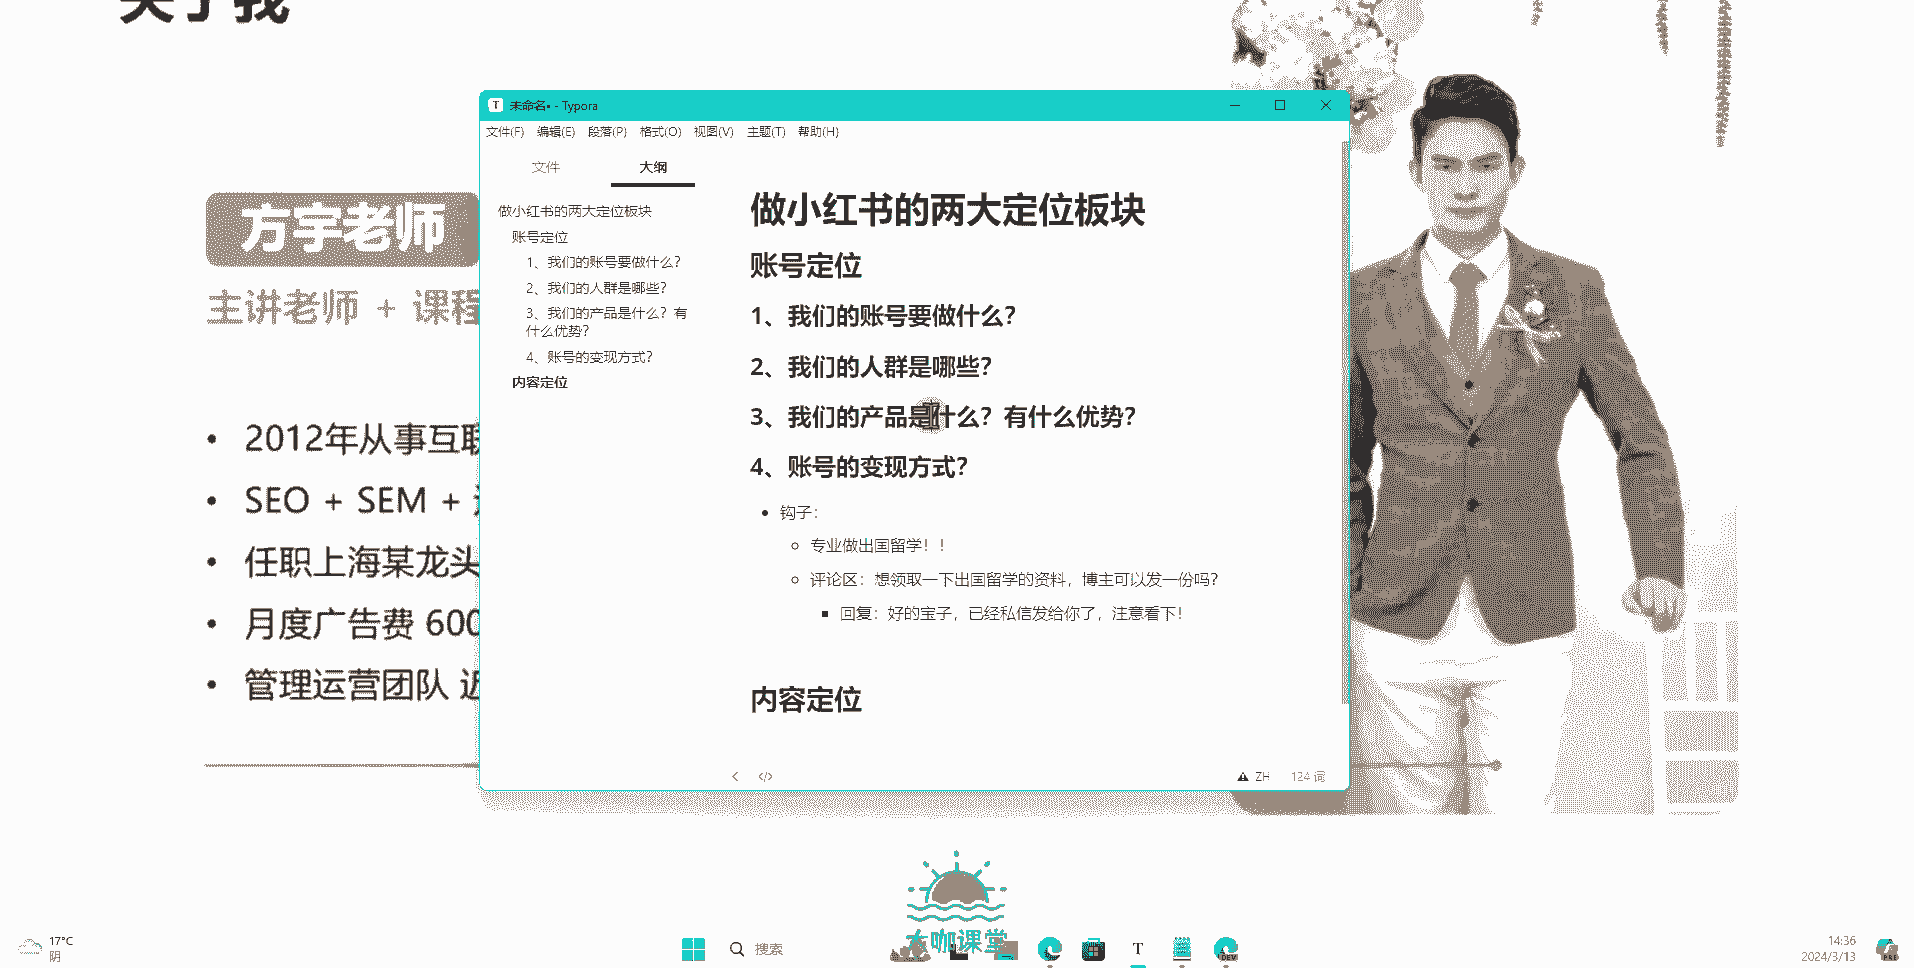 关于我
未命名• - Typora
文件(F) 编辑(E) 段落(P) 格式(O) 视图(V) 主题(T) 帮助(H)
文件 大纲
做小红书的两大定位板块
账号定位
1、我们的账号要做什么？
2、我们的人群是哪些？
3、我们的产品是什么？有
什么优势？
4、账号的变现方式？
内容定位
做小红书的两大定位板块
账号定位
1、我们的账号要做什么？
2、我们的人群是哪些？
3、我们的产品是什么？有什么优势？
4、账号的变现方式？
钩子：
专业做出国留学！！
评论区：想领取一下出国留学的资料，博主可以发一份吗？
回复：好的宝子，已经私信发给你了，注意看下！
内容定位
ZH 124 词
方宇老师
主讲老师 + 课程
2012年从事互联
SEO + SEM +
任职上海某龙头
月度广告费 600
管理运营团队 近
大咖课堂
17°C
阴
搜索
14:36
2024/3/13